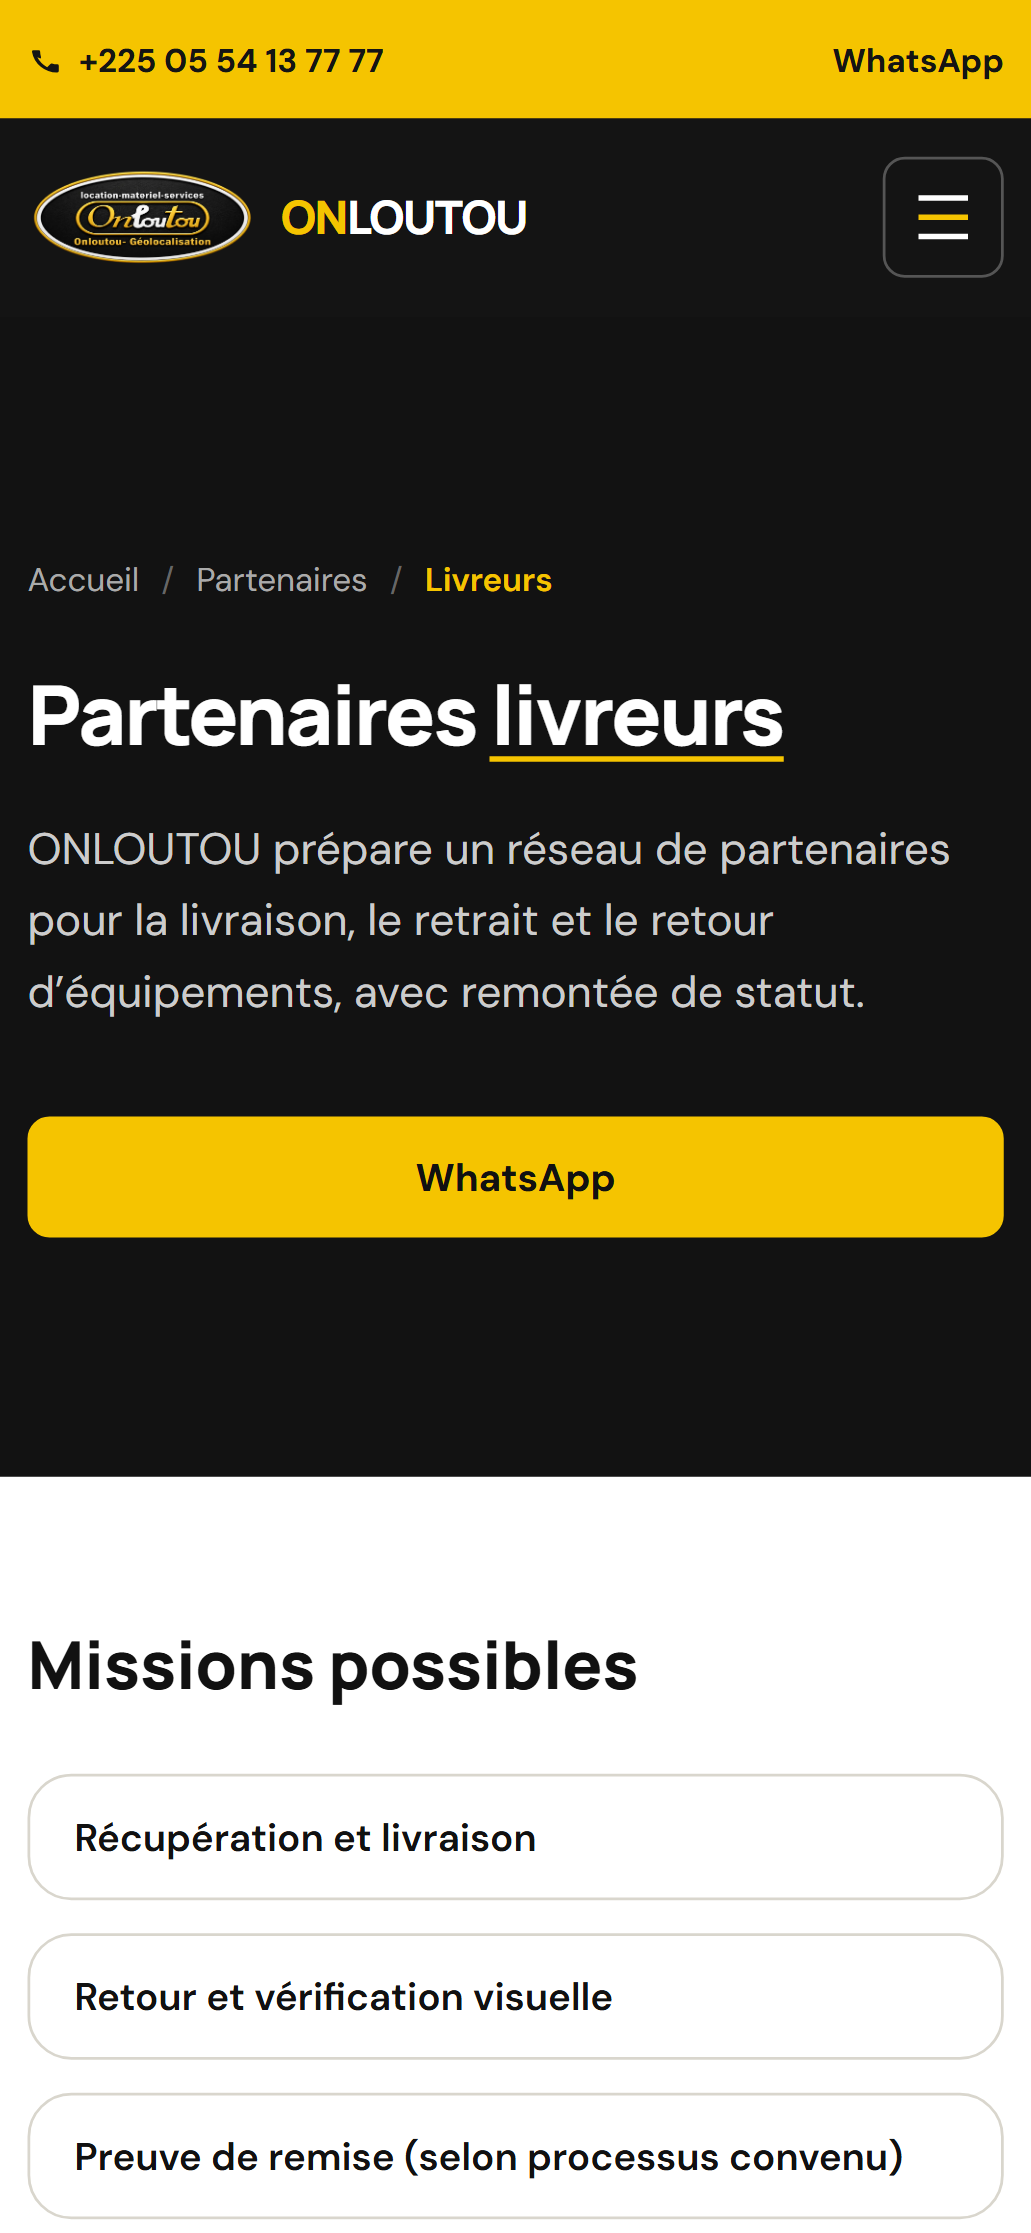 +225 05 54 13 77 77
WhatsApp
location-materiel-services
Onloutou
Onloutou- Géolocalisation
ONLOUTOU
Accueil / Partenaires / Livreurs
Partenaires livreurs
ONLOUTOU prépare un réseau de partenaires
pour la livraison, le retrait et le retour
d’équipements, avec remontée de statut.
WhatsApp
Missions possibles
Récupération et livraison
Retour et vérification visuelle
Preuve de remise (selon processus convenu)